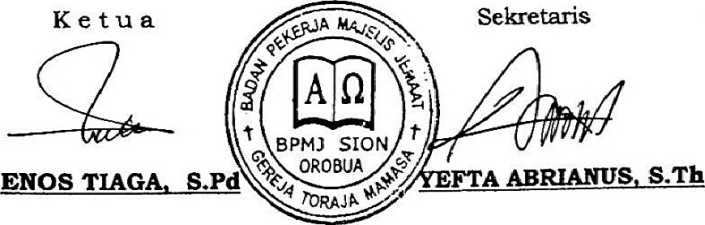 Ketua
Sekretaris
BADAN PEKERJA MAJELIS JEMAAT
Α Ω
BPMJ SION
OROBUA
GEREJA TORAJA MAMASA
ENOS TIAGA, S.Pd
YEFTA ABRIANUS, S.Th